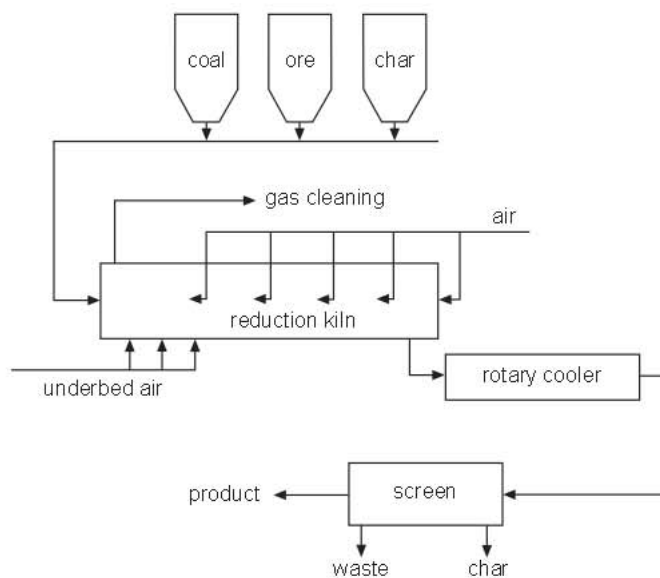 coal
ore
char
gas cleaning
air
reduction kiln
underbed air
rotary cooler
product
screen
waste
char